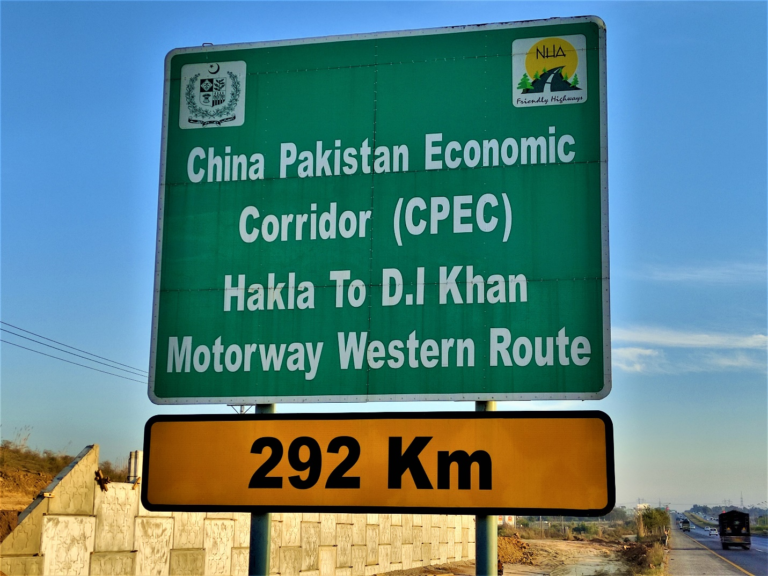 NHA
Friendly Highways
China Pakistan Economic
Corridor (CPEC)
Hakla To D.I Khan
Motorway Western Route
292 Km